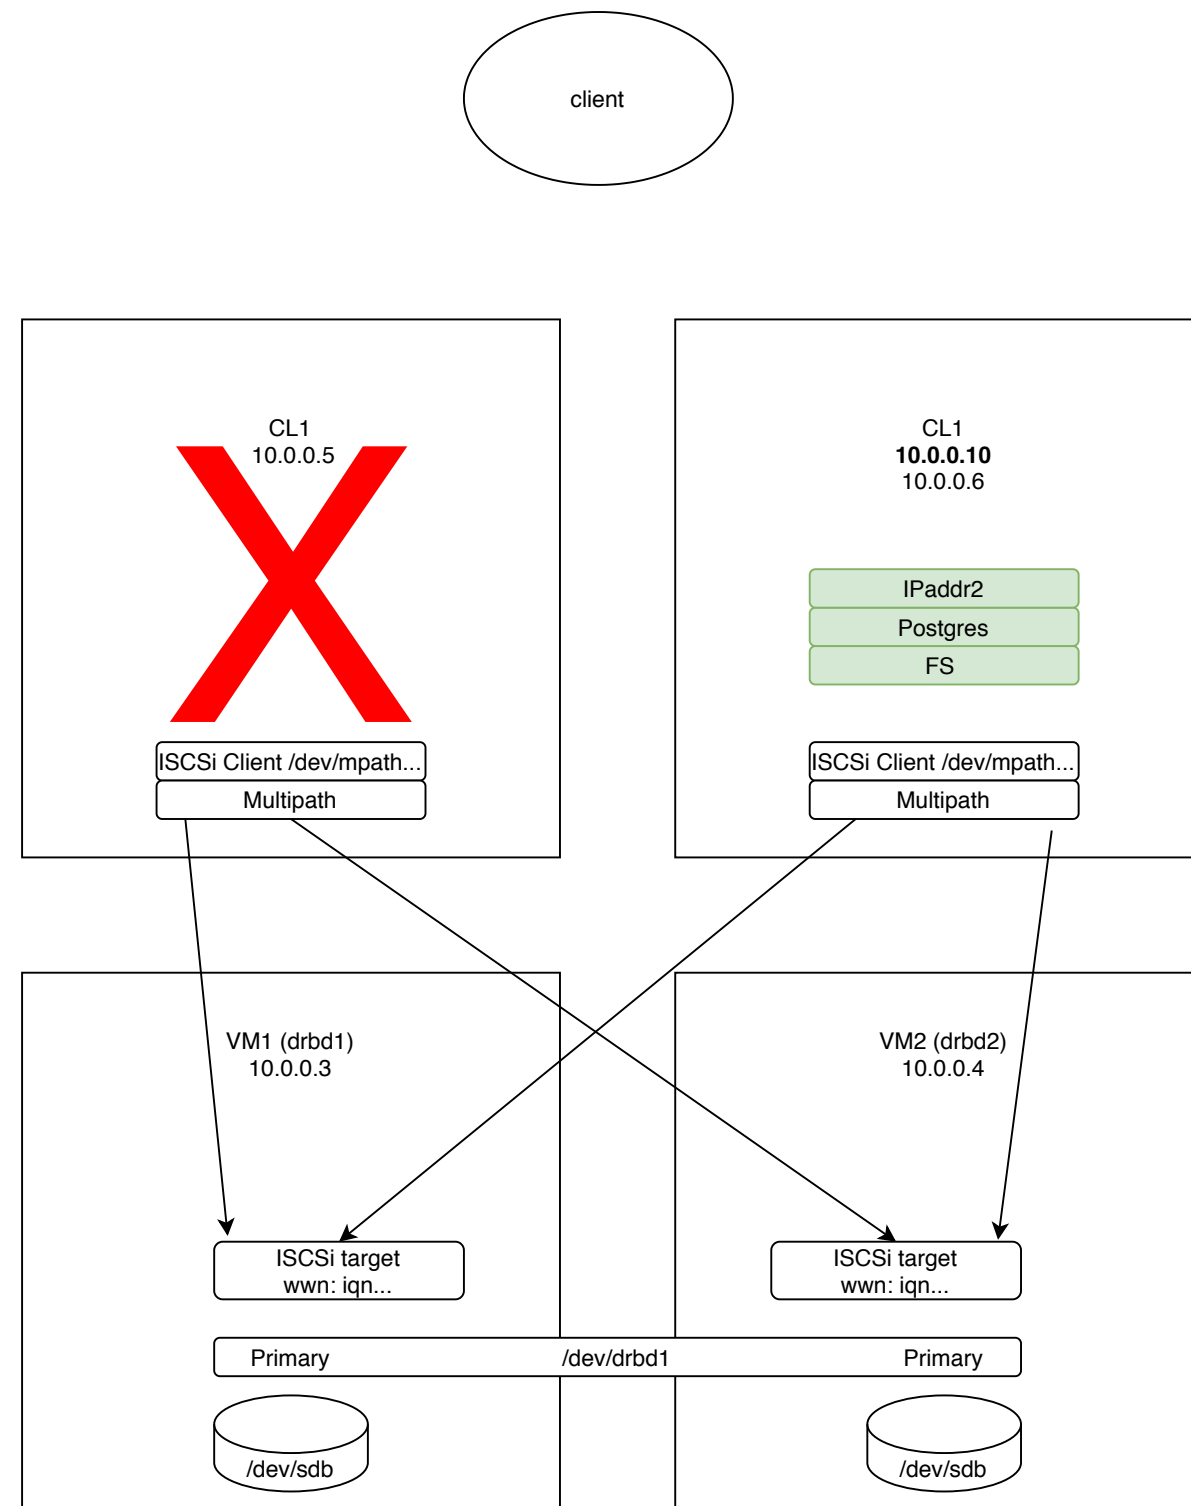 client
CL1
10.0.0.5
CL1
10.0.0.10
10.0.0.6
IPaddr2
Postgres
FS
ISCSi Client /dev/mpath...
Multipath
ISCSi Client /dev/mpath...
Multipath
VM1 (drbd1)
10.0.0.3
VM2 (drbd2)
10.0.0.4
ISCSi target
wwn: iqn...
ISCSi target
wwn: iqn...
Primary /dev/drbd1 Primary
/dev/sdb
/dev/sdb